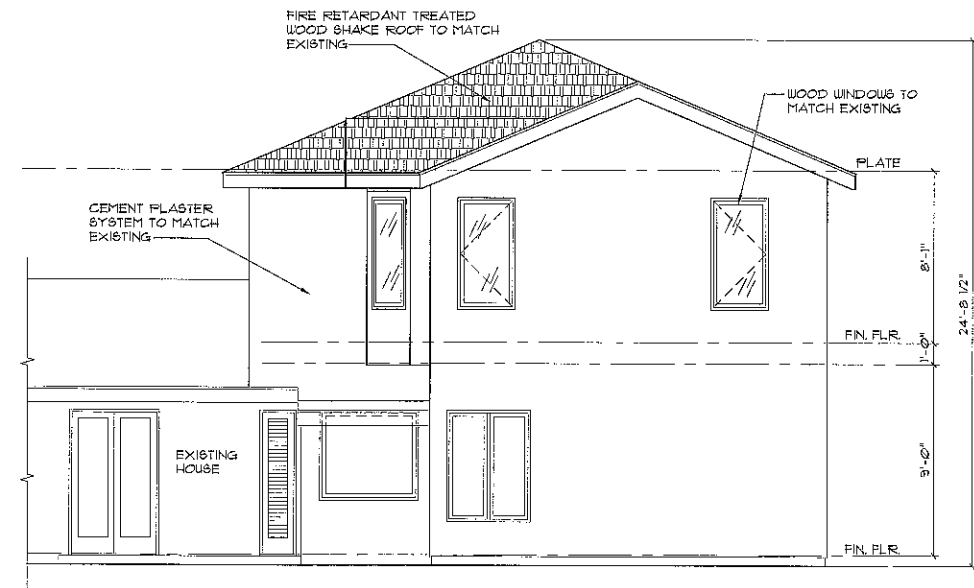 FIRE RETARDANT TREATED
WOOD SHAKE ROOF TO MATCH
EXISTING
WOOD WINDOWS TO
MATCH EXISTING
PLATE
CEMENT PLASTER
SYSTEM TO MATCH
EXISTING
8'-1"
24'-8 1/2"
FIN. FLR.
1'-0"
EXISTING
HOUSE
9'-0"
FIN. FLR.